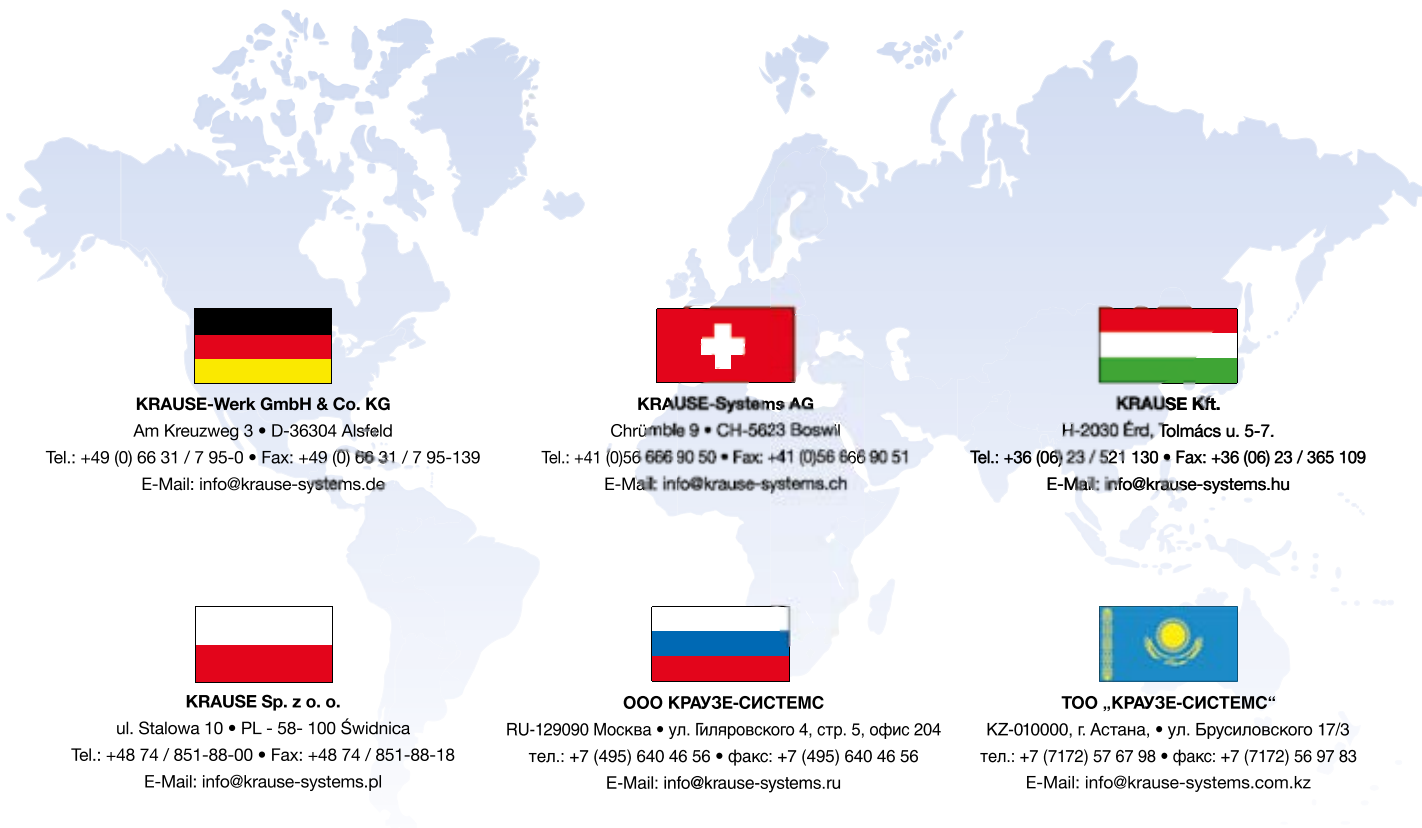 KRAUSE-Werk GmbH & Co. KG
Am Kreuzweg 3 • D-36304 Alsfeld
Tel.: +49 (0) 66 31 / 7 95-0 • Fax: +49 (0) 66 31 / 7 95-139
E-Mail: info@krause-systems.de
KRAUSE-Systems AG
Chrümble 9 • CH-5623 Boswil
Tel.: +41 (0)56 666 90 50 • Fax: +41 (0)56 666 90 51
E-Mail: info@krause-systems.ch
KRAUSE Kft.
H-2030 Érd, Tolmács u. 5-7.
Tel.: +36 (06) 23 / 521 130 • Fax: +36 (06) 23 / 365 109
E-Mail: info@krause-systems.hu
KRAUSE Sp. z o. o.
ul. Stalowa 10 • PL - 58- 100 Świdnica
Tel.: +48 74 / 851-88-00 • Fax: +48 74 / 851-88-18
E-Mail: info@krause-systems.pl
ООО КРАУЗЕ-СИСТЕМС
RU-129090 Москва • ул. Гиляровского 4, стр. 5, офис 204
тел.: +7 (495) 640 46 56 • факс: +7 (495) 640 46 56
E-Mail: info@krause-systems.ru
ТОО „КРАУЗЕ-СИСТЕМС“
KZ-010000, г. Астана, • ул. Брусиловского 17/3
тел.: +7 (7172) 57 67 98 • факс: +7 (7172) 56 97 83
E-Mail: info@krause-systems.com.kz